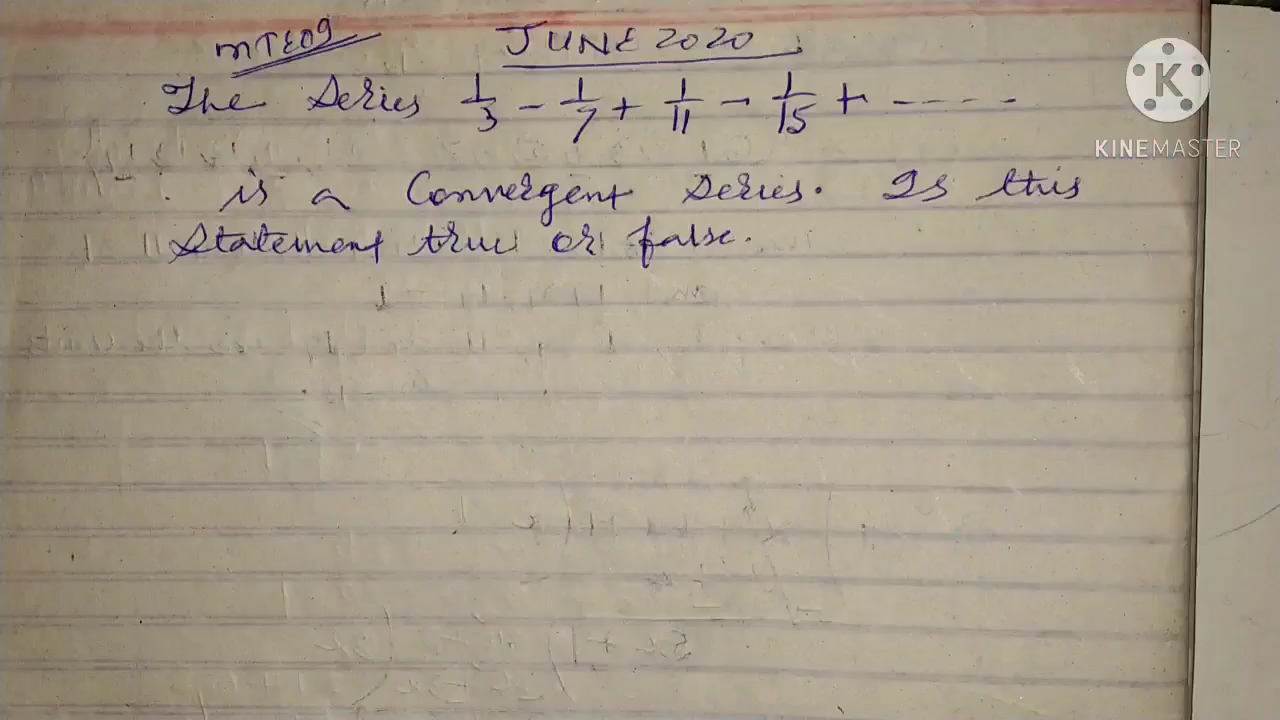 MTE09 JUNE 2020
The Series 1/3 - 1/7 + 1/11 - 1/15 + -----
is a Convergent Series. Is this
Statement true or false.
K
KINEMASTER